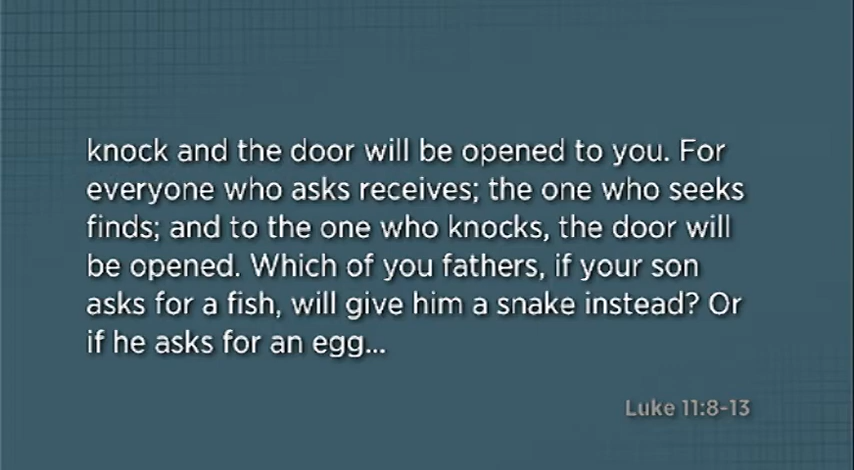 knock and the door will be opened to you. For
everyone who asks receives; the one who seeks
finds; and to the one who knocks, the door will
be opened. Which of you fathers, if your son
asks for a fish, will give him a snake instead? Or
if he asks for an egg...
Luke 11:8-13